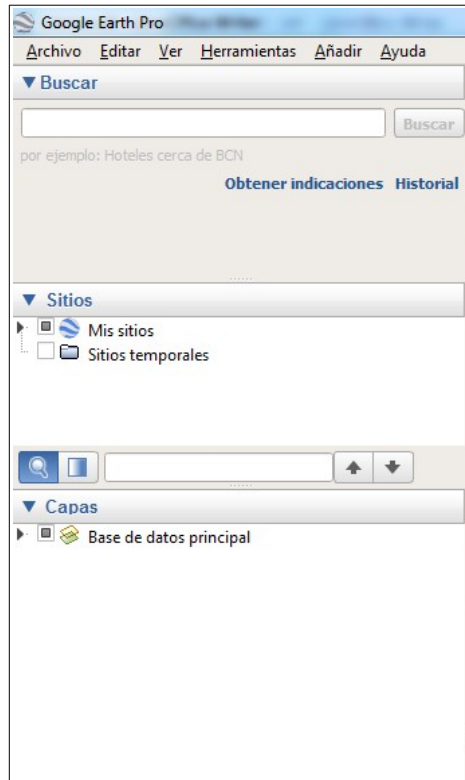 Google Earth Pro
Archivo Editar Ver Herramientas Añadir Ayuda
Buscar
Buscar
por ejemplo: Hoteles cerca de BCN
Obtener indicaciones Historial
Sitios
Mis sitios
Sitios temporales
Capas
Base de datos principal